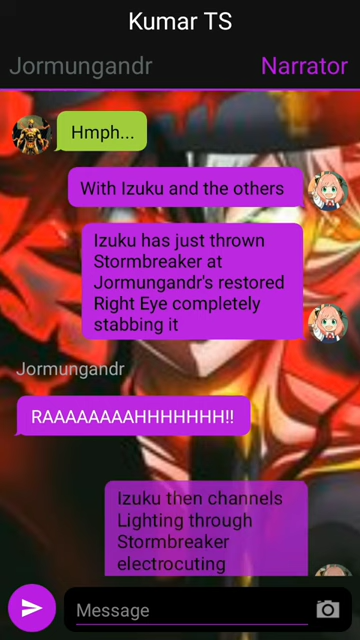 Kumar TS
Jormungandr
Narrator
Hmph...
With Izuku and the others
Izuku has just thrown
Stormbreaker at
Jormungandr's restored
Right Eye completely
stabbing it
Jormungandr
RAAAAAAAAHHHHHHH!!
Izuku then channels
Lighting through
Stormbreaker
electrocuting
Message